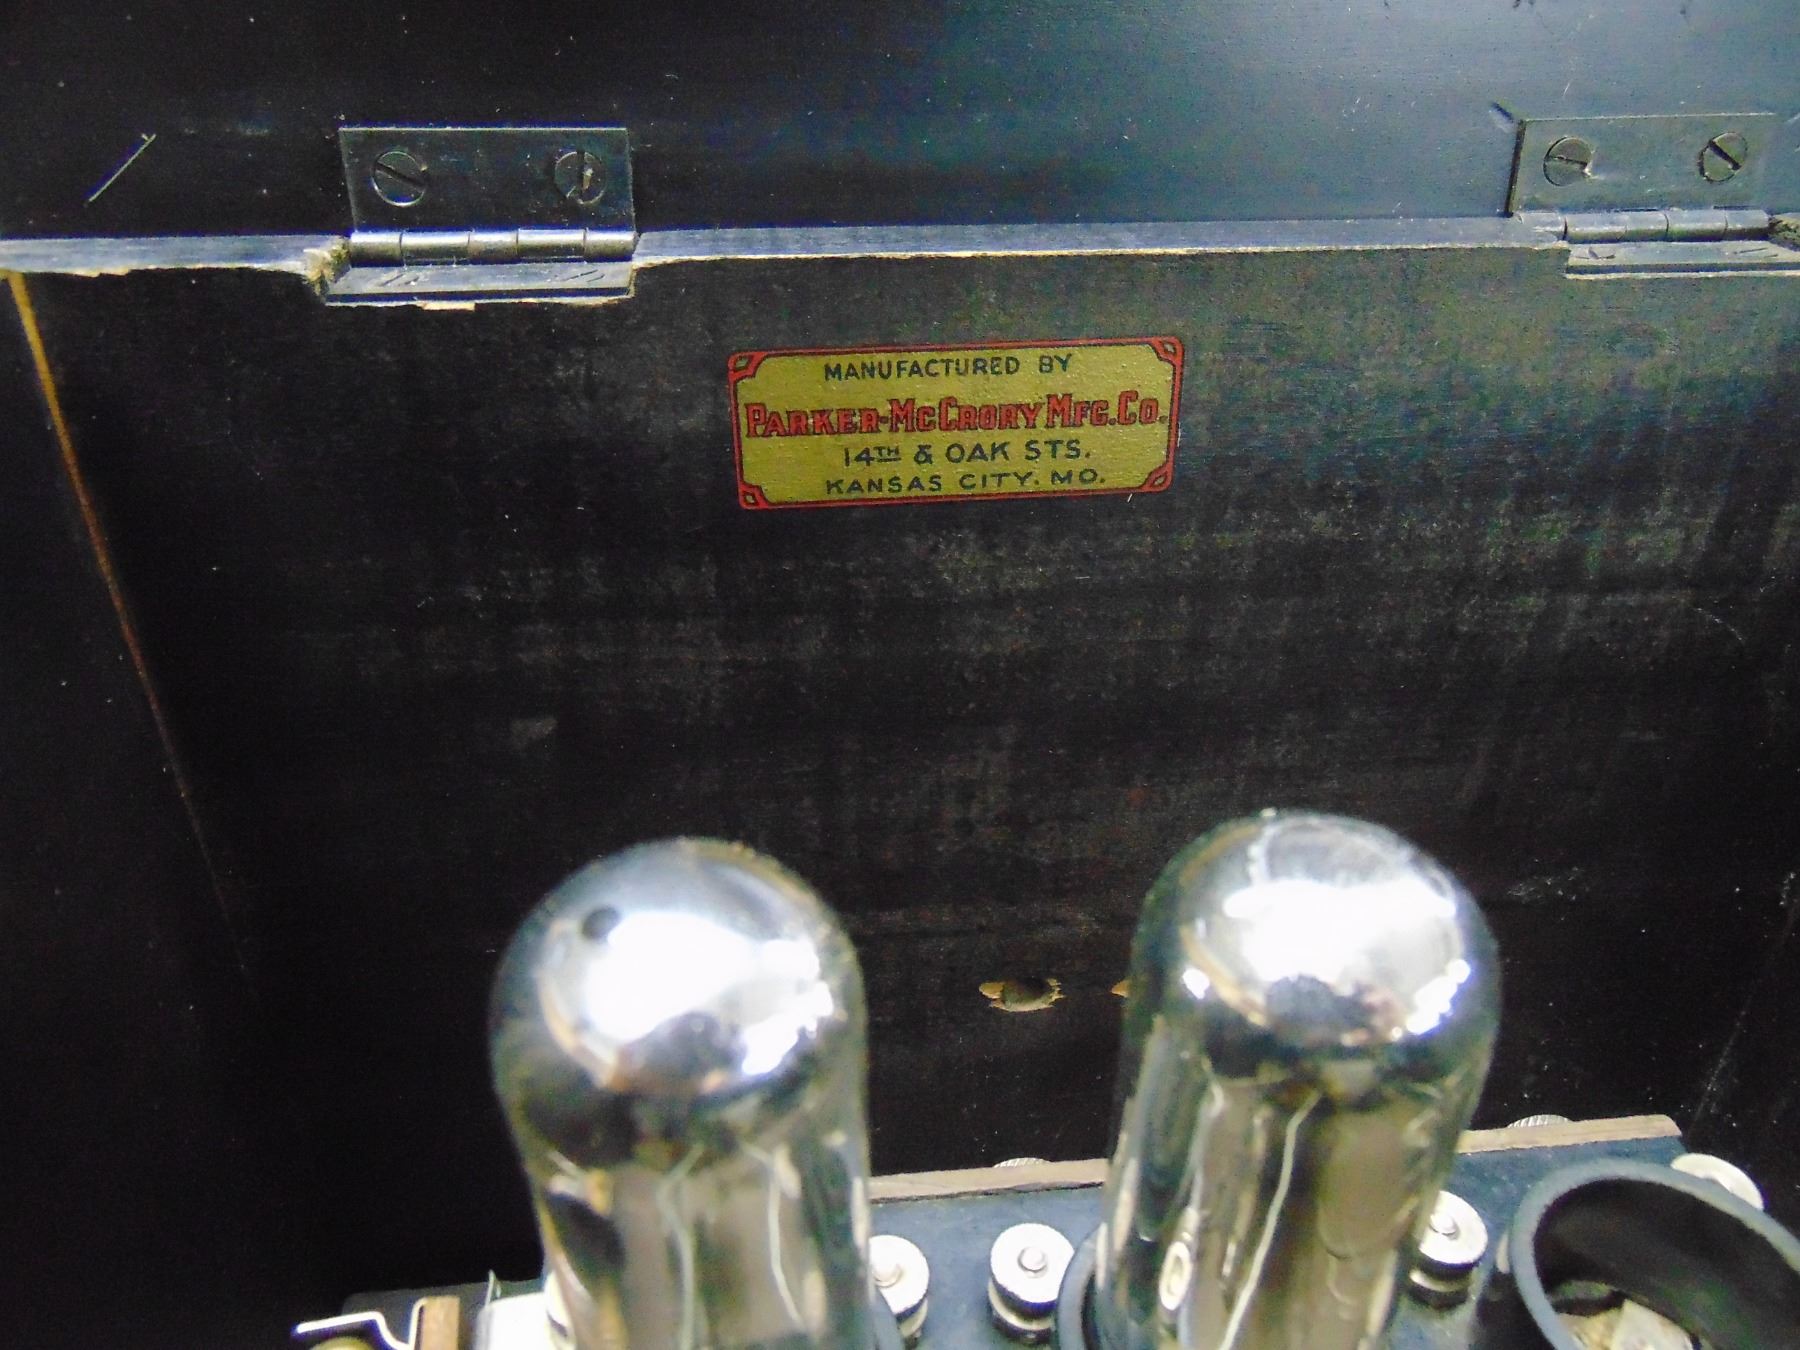 MANUFACTURED BY
PARKER-MCCRORY MFG. CO.
14TH & OAK STS.
KANSAS CITY. MO.